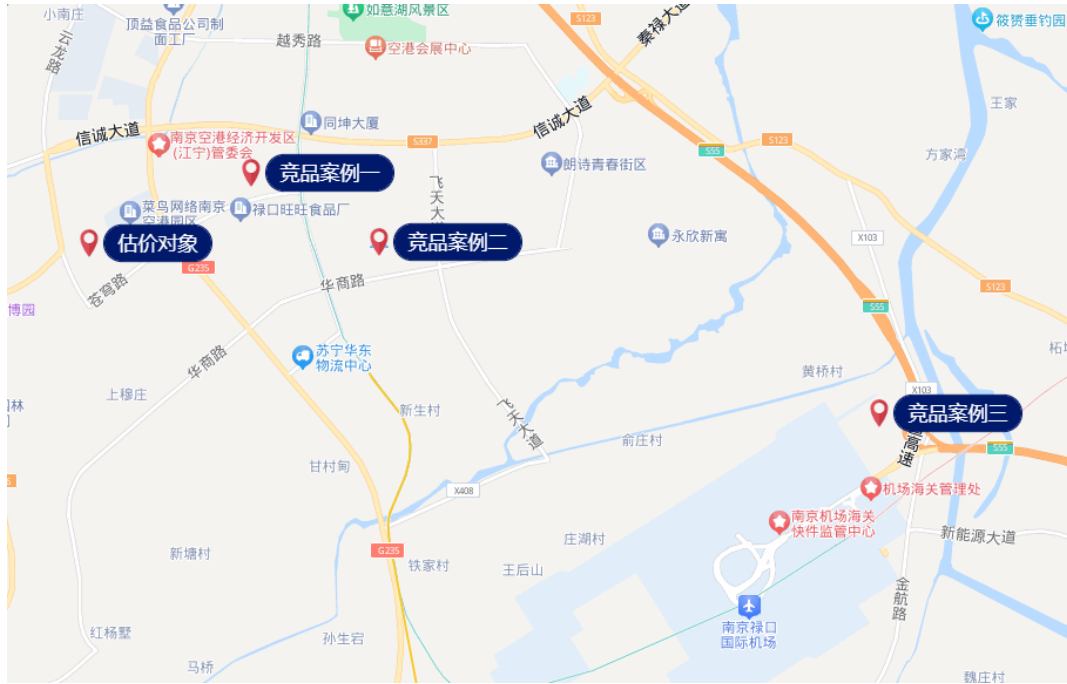 小南庄
顶益食品公司制
面工厂
如意湖风景区
S123
筱赟垂钓园
云龙路
越秀路
空港会展中心
秦禄大道
王家
信诚大道
同坤大厦
信诚大道
南京空港经济开发区
(江宁)管委会
S337
S55
S123
方家湾
竞品案例一
朗诗青春街区
飞天大道
菜鸟网络南京
空港园区
禄口旺旺食品厂
估价对象
竞品案例二
永欣新寓
X103
G235
苍穹路
华商路
S123
博园
S55
华商路
苏宁华东
物流中心
黄桥村
上穆庄
新生村
X103
竞品案例三
飞天大道
俞庄村
高速
S55
甘村甸
X408
机场海关管理处
南京机场海关
快件监管中心
新塘村
G235
铁家村
庄湖村
王后山
新能源大道
金航路
南京禄口
国际机场
红杨墅
孙生宕
马桥
魏庄村